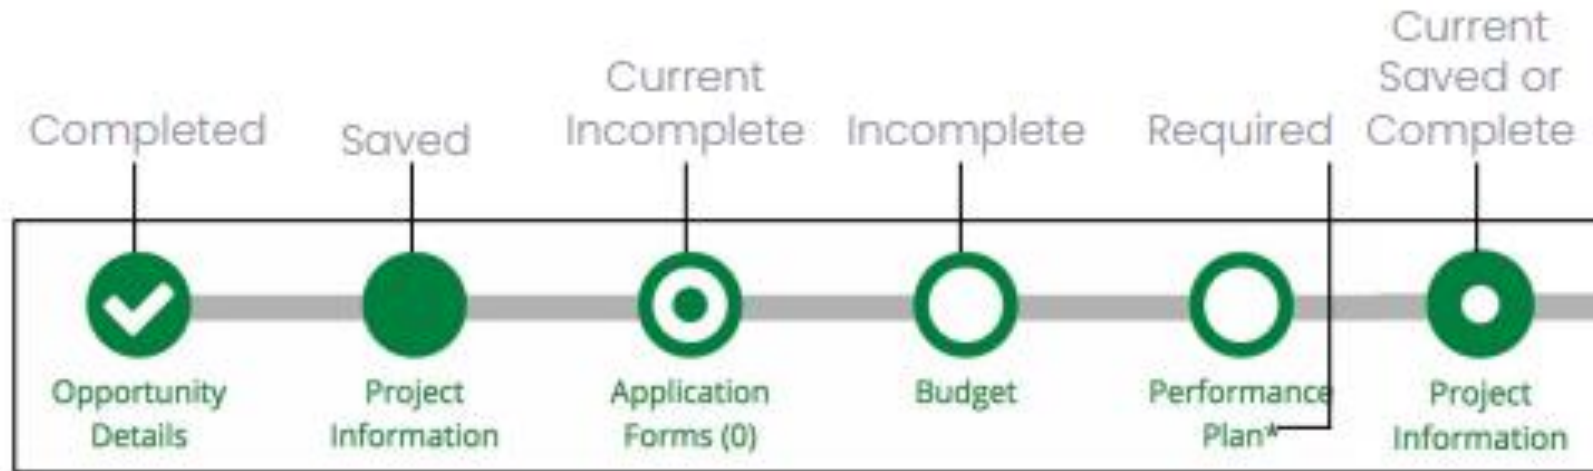 Completed
Saved
Current
Incomplete
Incomplete
Required
Current
Saved or
Complete
Opportunity
Details
Project
Information
Application
Forms (0)
Budget
Performance
Plan*
Project
Information